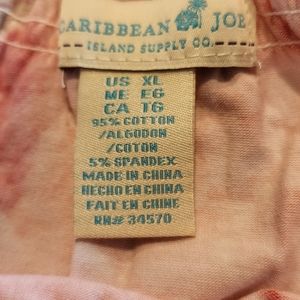 CARIBBEAN JOE
ISLAND SUPPLY CO.
US XL
ME EG
CA TG
95% COTTON
/ALGODON
/COTON
5% SPANDEX
MADE IN CHINA
HECHO EN CHINA
FAIT EN CHINE
RN# 34570